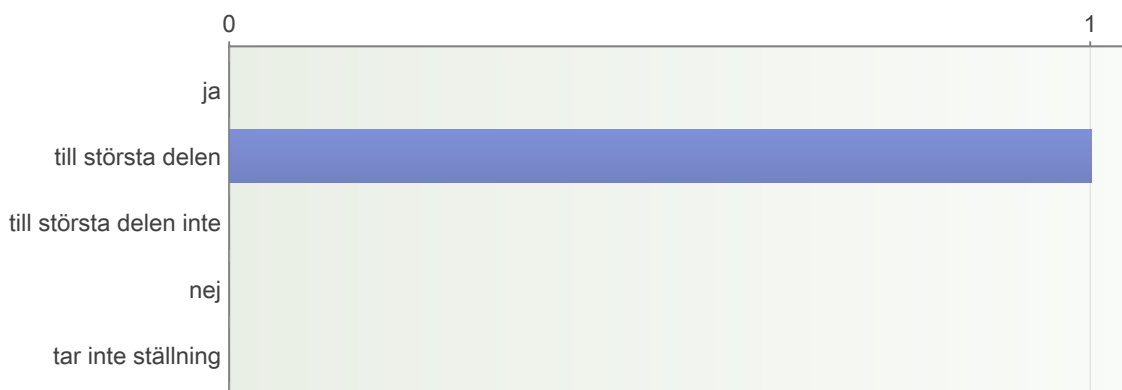 0 1
ja
till största delen
till största delen inte
nej
tar inte ställning